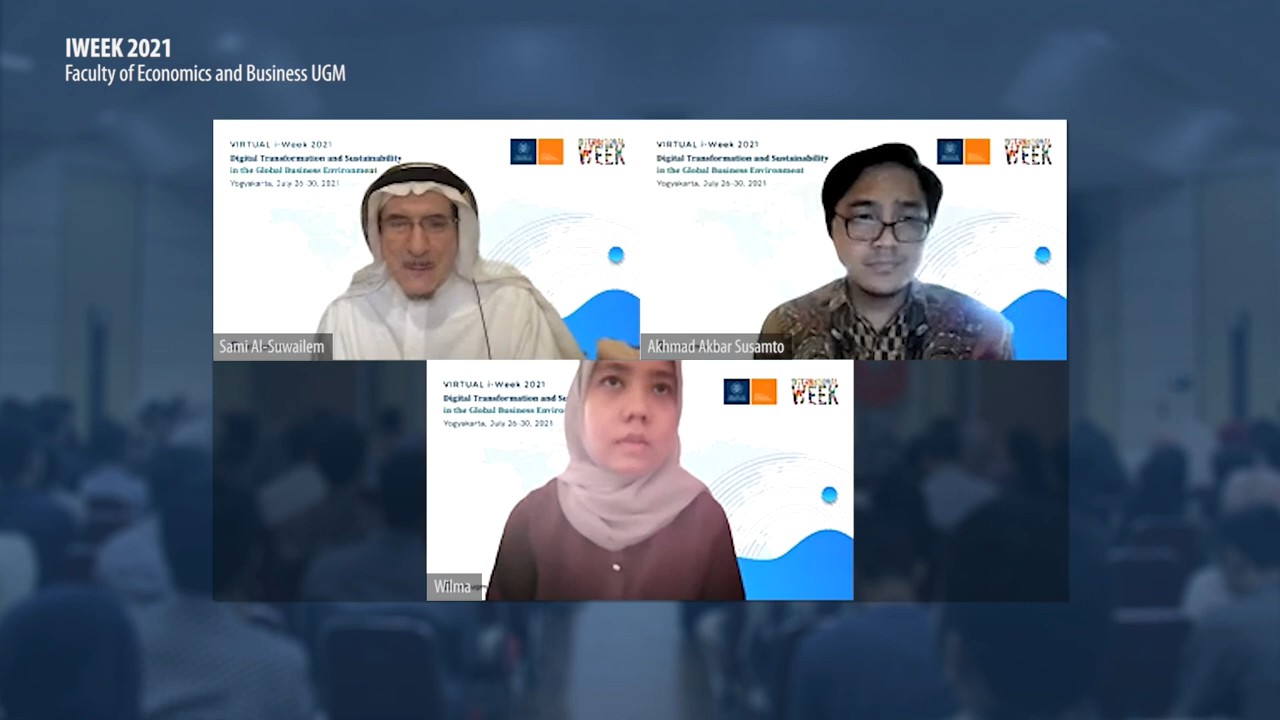 IWEEK 2021
Faculty of Economics and Business UGM
VIRTUAL i-Week 2021
Digital Transformation and Sustainability
in the Global Business Environment
Yogyakarta, July 26-30, 2021
INTERNATIONAL
WEEK
Sami Al-Suwailem
VIRTUAL i-Week 2021
Digital Transformation and Sustainability
in the Global Business Environment
Yogyakarta, July 26-30, 2021
INTERNATIONAL
WEEK
Akhmad Akbar Susamto
VIRTUAL i-Week 2021
Digital Transformation and Su
in the Global Business Enviro
Yogyakarta, July 26-30, 2021
INTERNATIONAL
WEEK
Wilma